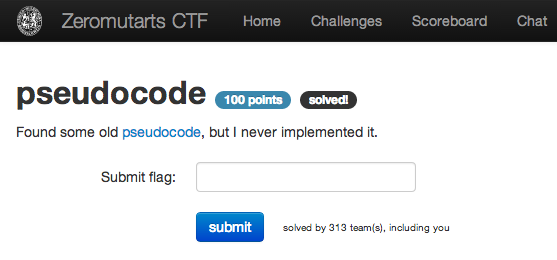 Zeromutarts CTF Home Challenges Scoreboard Chat
pseudocode 100 points solved!
Found some old pseudocode, but I never implemented it.
Submit flag:
submit solved by 313 team(s), including you